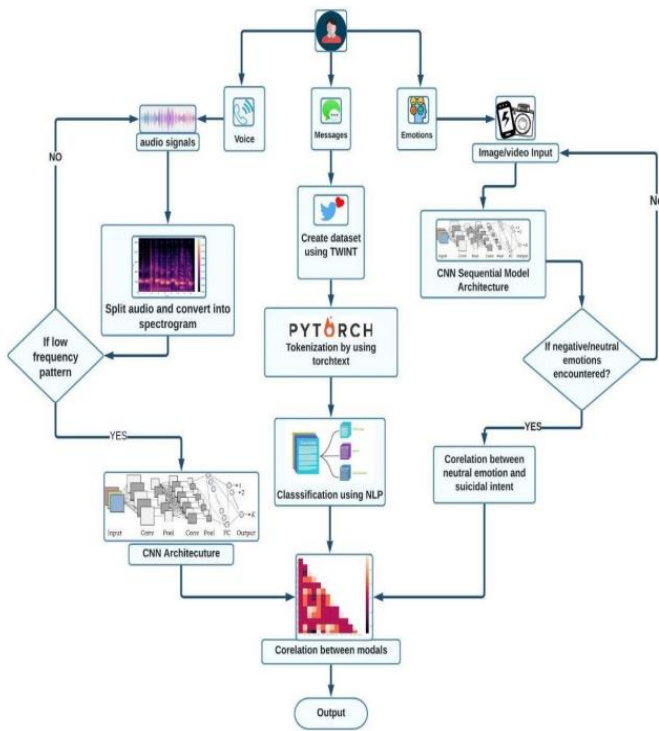 Voice
Messages
Emotions
audio signals
Image/video Input
NO
No
Create dataset
using TWINT
CNN Sequential Model
Architecture
Split audio and convert into
spectrogram
PYTORCH
Tokenization by using
torchtext
If low
frequency
pattern
If negative/neutral
emotions
encountered?
YES
YES
Classsification using NLP
Corelation between
neutral emotion and
suicidal intent
Input Conv Pool Conv Pool FC Output
CNN Architecuture
Corelation between modals
Output